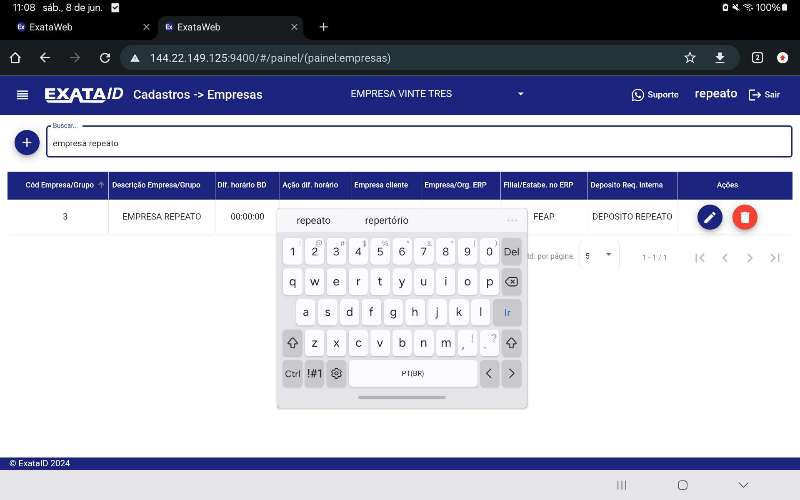 11:08 sáb., 8 de jun. 100%
ExataWeb ExataWeb
144.22.149.125:9400/#/painel/(painel:empresas)
2
EXATAID Cadastros -> Empresas EMPRESA VINTE TRES Suporte repeato Sair
Buscar...
empresa repeato
Cód Empresa/Grupo Descrição Empresa/Grupo Dif. horário BD Ação dif. horário Empresa cliente Empresa/Org. ERP Filial/Estabe. no ERP Deposito Req. Interna Ações
3 EMPRESA REPEATO 00:00:00 FEAP DEPOSITO REPEATO
repeato repertório ...
td. por página. 5 1 - 1 / 1
! @ # $ % ^ & * ( )
1 2 3 4 5 6 7 8 9 0 Del
q w e r t y u i o p
a s d f g h j k l Ir
z x c v b n m , ! . ?
Ctrl !#1 PT(BR) < >
© ExataID 2024